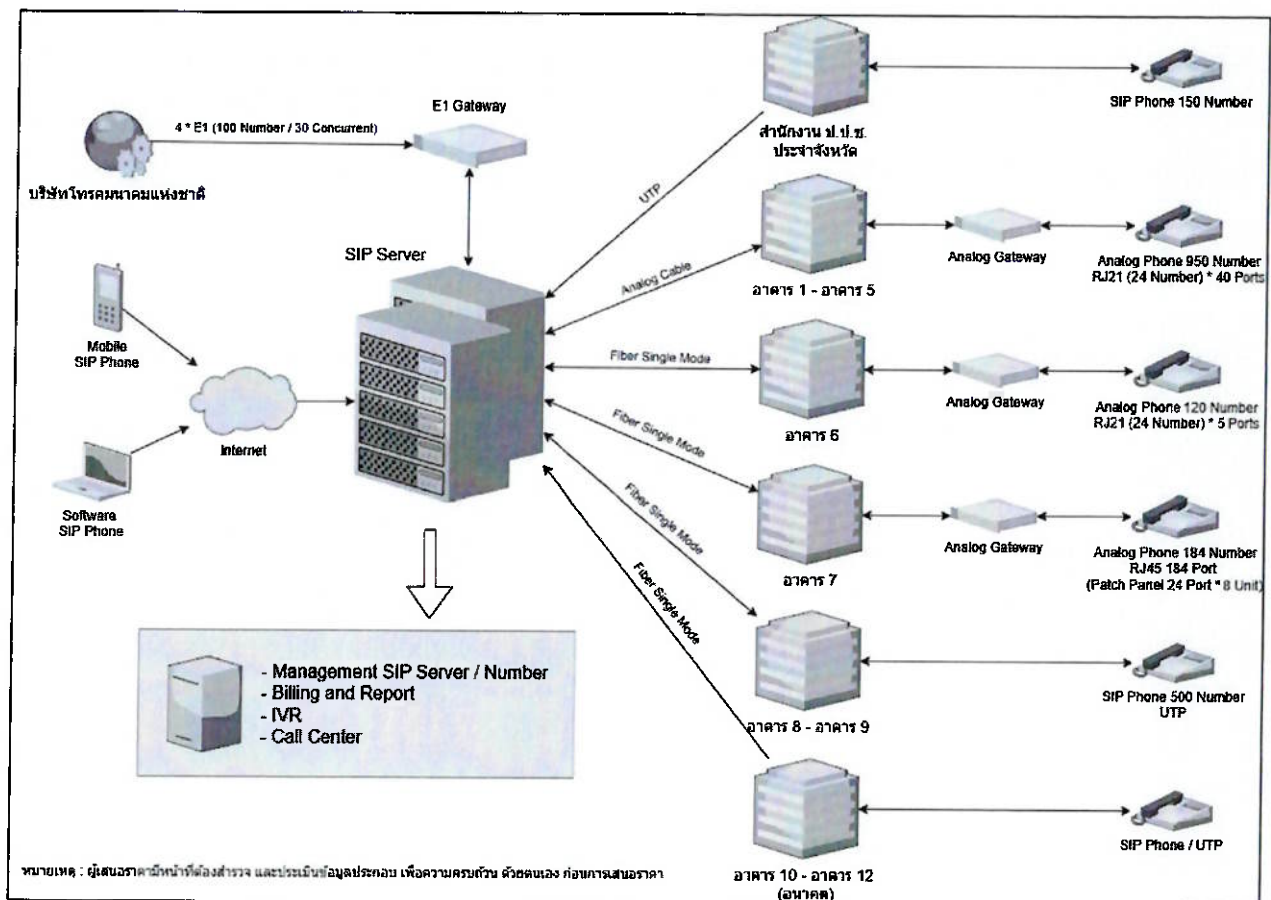 E1 Gateway
4 * E1 (100 Number / 30 Concurrent)
บริษัทโทรคมนาคมแห่งชาติ
SIP Server
Mobile
SIP Phone
Internet
Software
SIP Phone
- Management SIP Server / Number
- Billing and Report
- IVR
- Call Center
UTP
สำนักงาน ป.ป.ช.
ประจำจังหวัด
SIP Phone 150 Number
Analog Cable
อาคาร 1 - อาคาร 5
Analog Gateway
Analog Phone 950 Number
RJ21 (24 Number) * 40 Ports
Fiber Single Mode
อาคาร 6
Analog Gateway
Analog Phone 120 Number
RJ21 (24 Number) * 5 Ports
Fiber Single Mode
อาคาร 7
Analog Gateway
Analog Phone 184 Number
RJ45 184 Port
(Patch Panel 24 Port * 8 Unit)
Fiber Single Mode
อาคาร 8 - อาคาร 9
SIP Phone 500 Number
UTP
Fiber Single Mode
อาคาร 10 - อาคาร 12
(อนาคต)
SIP Phone / UTP
หมายเหตุ : ผู้เสนอราคามีหน้าที่ต้องสำรวจ และประเมินข้อมูลประกอบ เพื่อความครบถ้วน ด้วยตนเอง ก่อนการเสนอราคา